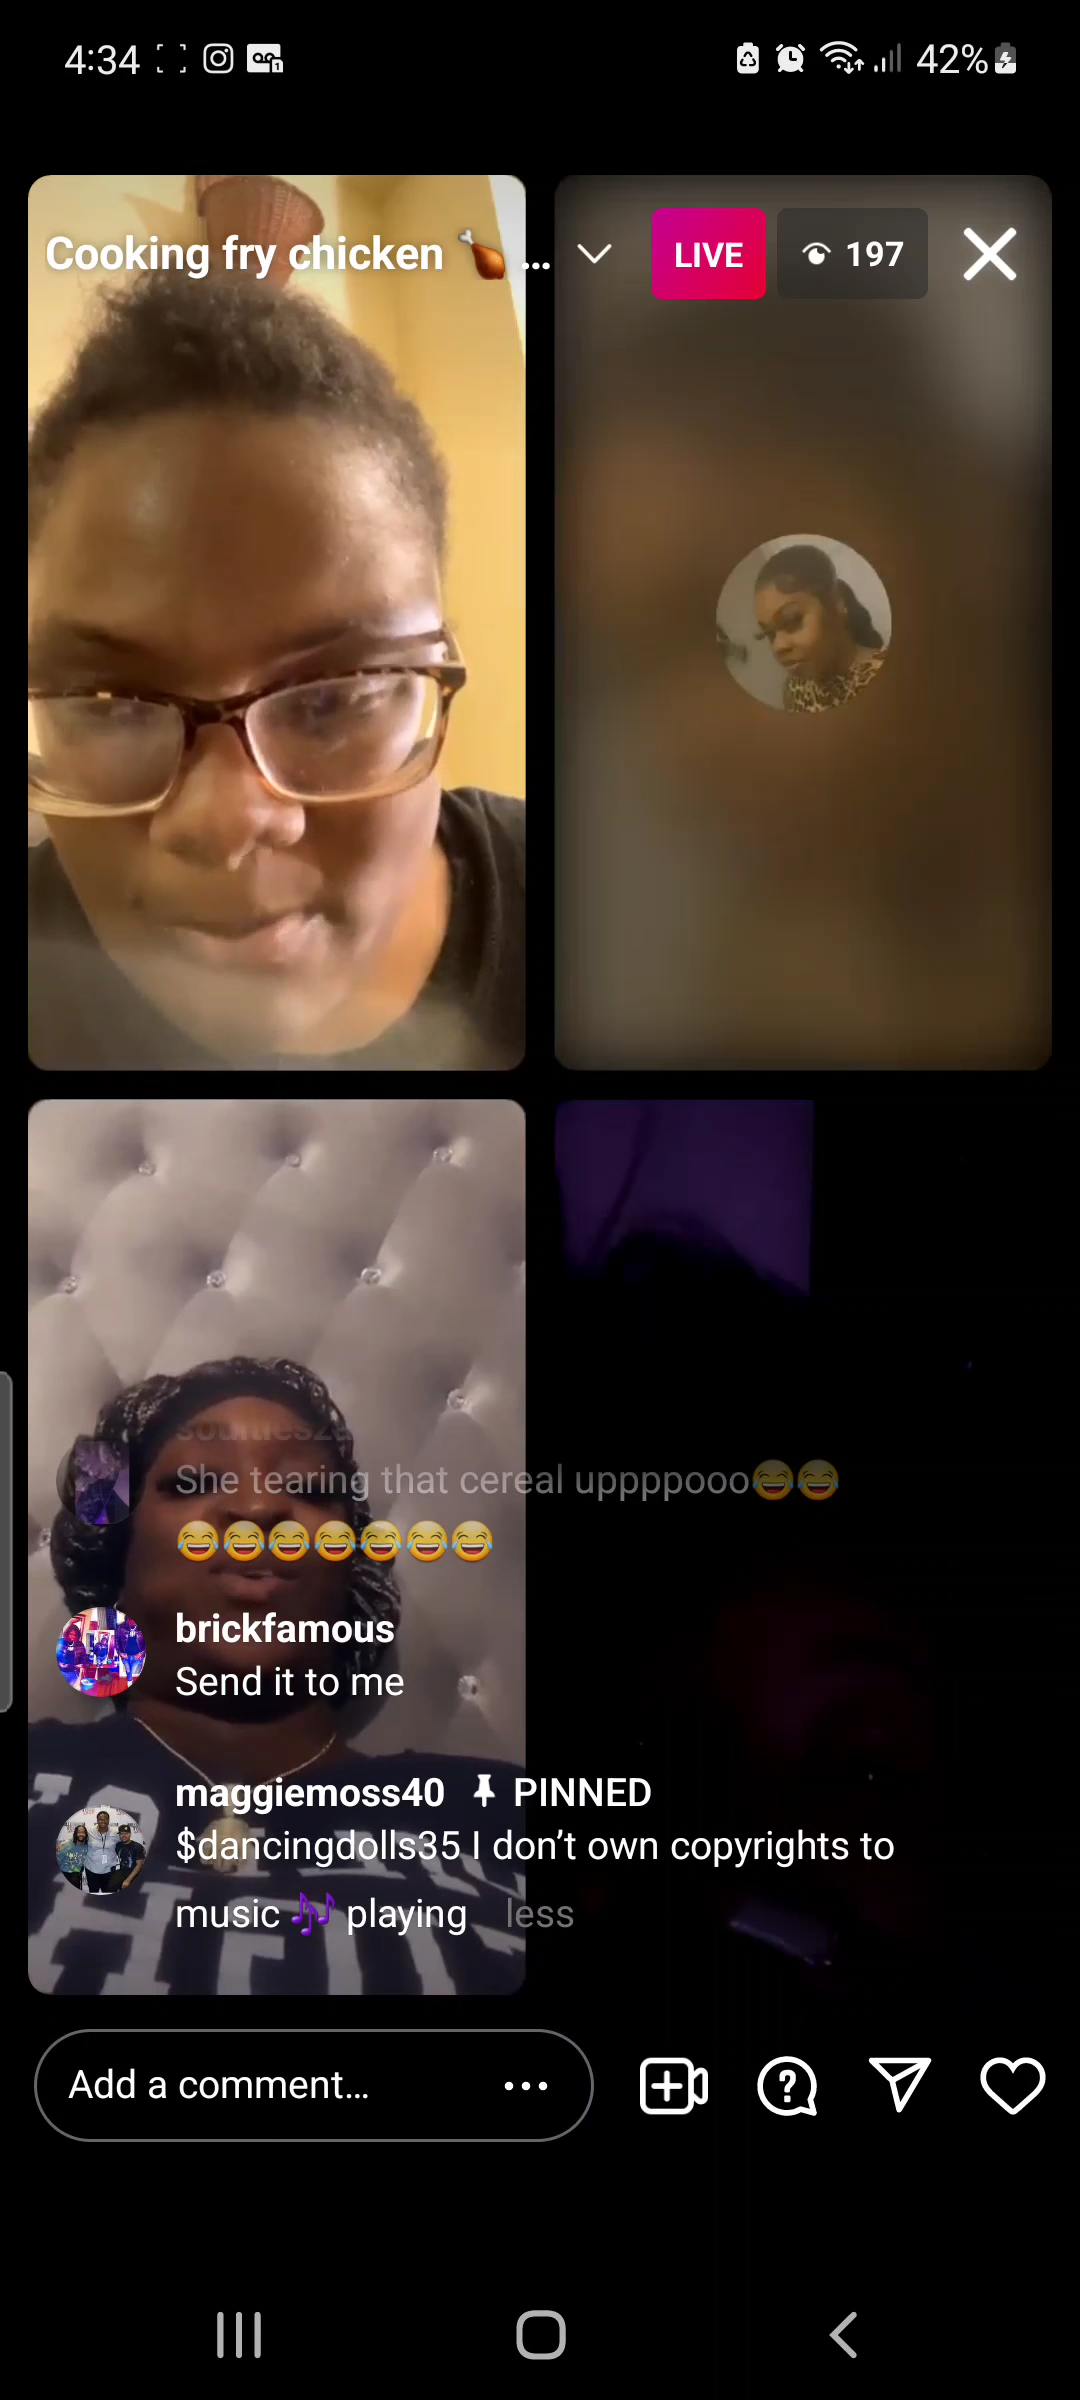 4:34
42%
Cooking fry chicken 🍗 ...
LIVE
197
She tearing that cereal uppppooo😂😂
😂😂😂😂😂😂😂
brickfamous
Send it to me
maggiemoss40 📌 PINNED
$dancingdolls35 I don’t own copyrights to
music 🎶 playing less
Add a comment...